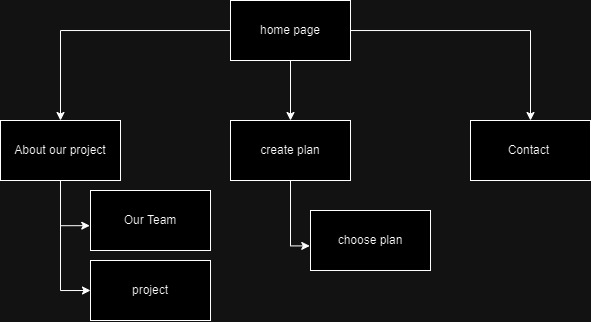 home page
About our project
create plan
Contact
Our Team
choose plan
project